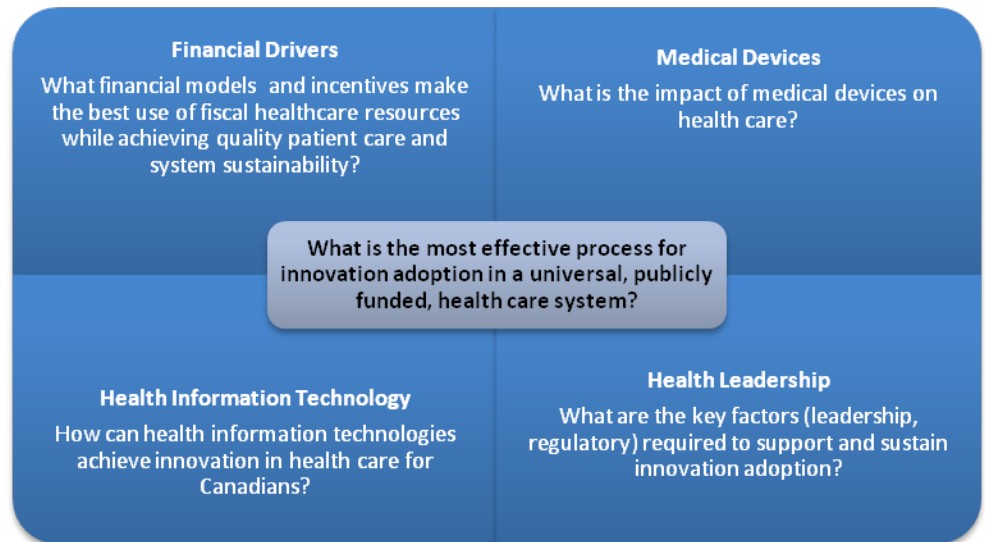 Financial Drivers
What financial models and incentives make
the best use of fiscal healthcare resources
while achieving quality patient care and
system sustainability?
Medical Devices
What is the impact of medical devices on
health care?
What is the most effective process for
innovation adoption in a universal, publicly
funded, health care system?
Health Information Technology
How can health information technologies
achieve innovation in health care for
Canadians?
Health Leadership
What are the key factors (leadership,
regulatory) required to support and sustain
innovation adoption?